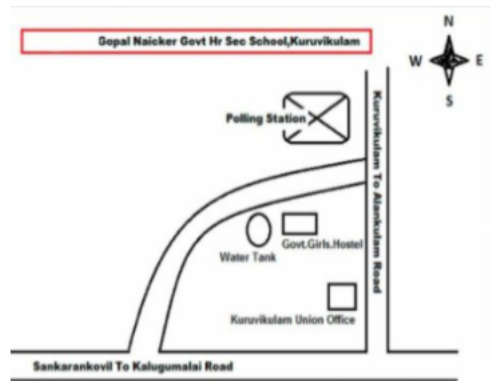 Gopal Naicker Govt Hr Sec School,Kuruvikulam
N
W E
S
Polling Station
Kuruvikulam To Alankulam Road
Govt.Girls.Hostel
Water Tank
Kuruvikulam Union Office
Sankarankovil To Kalugumalai Road